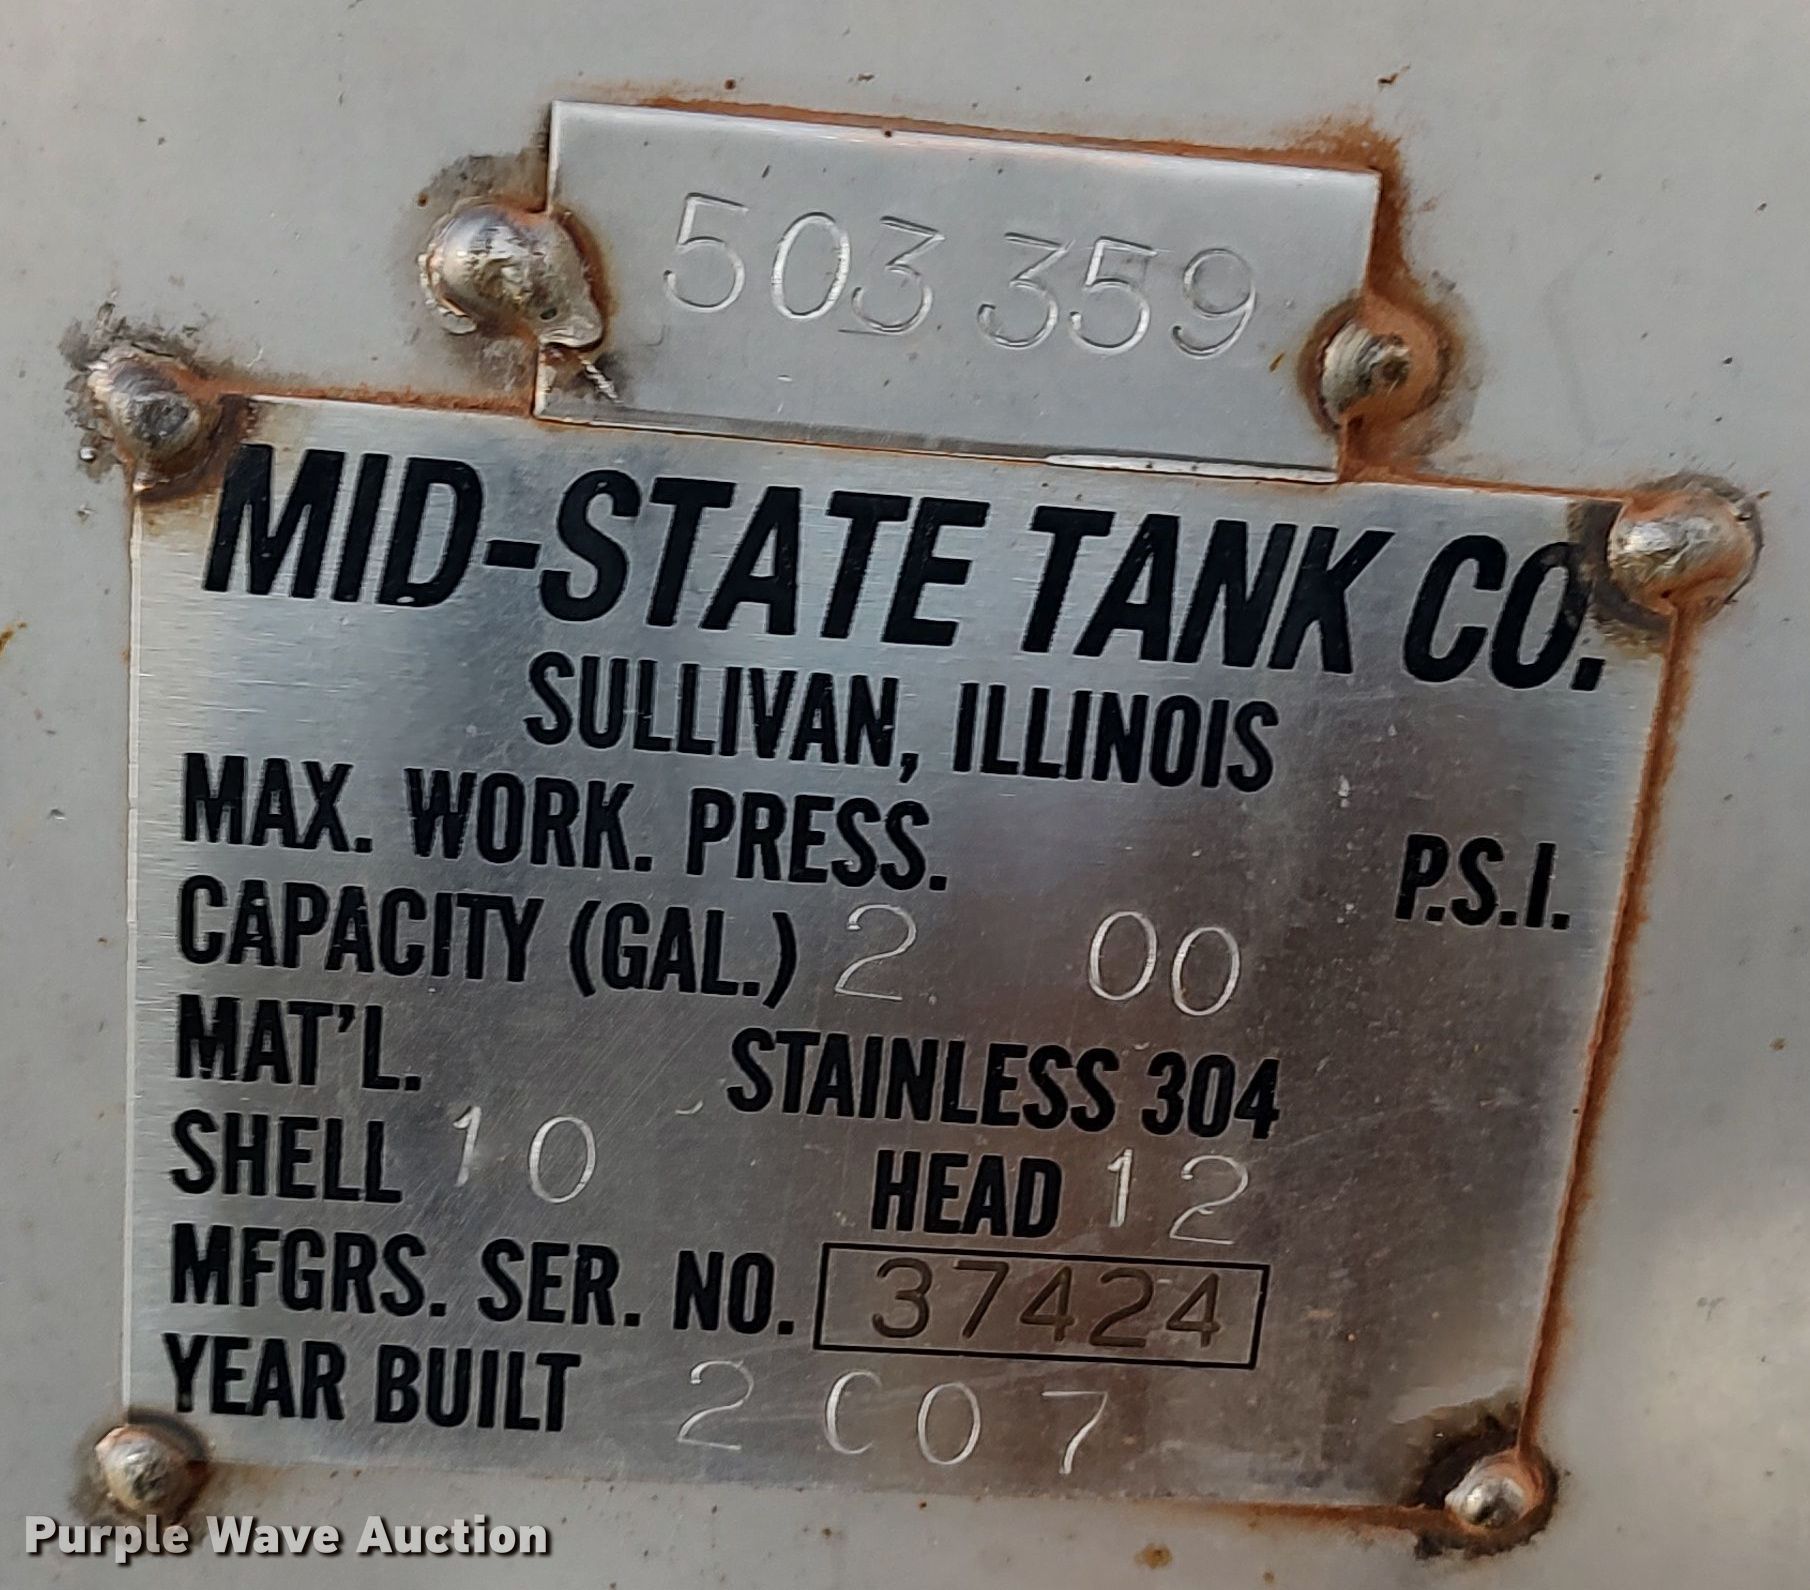 503359
MID-STATE TANK CO.
SULLIVAN, ILLINOIS
MAX. WORK. PRESS. P.S.I.
CAPACITY (GAL.) 2 00
MAT'L. STAINLESS 304
SHELL 10 HEAD 12
MFGRS. SER. NO. 37424
YEAR BUILT 2007
Purple Wave Auction